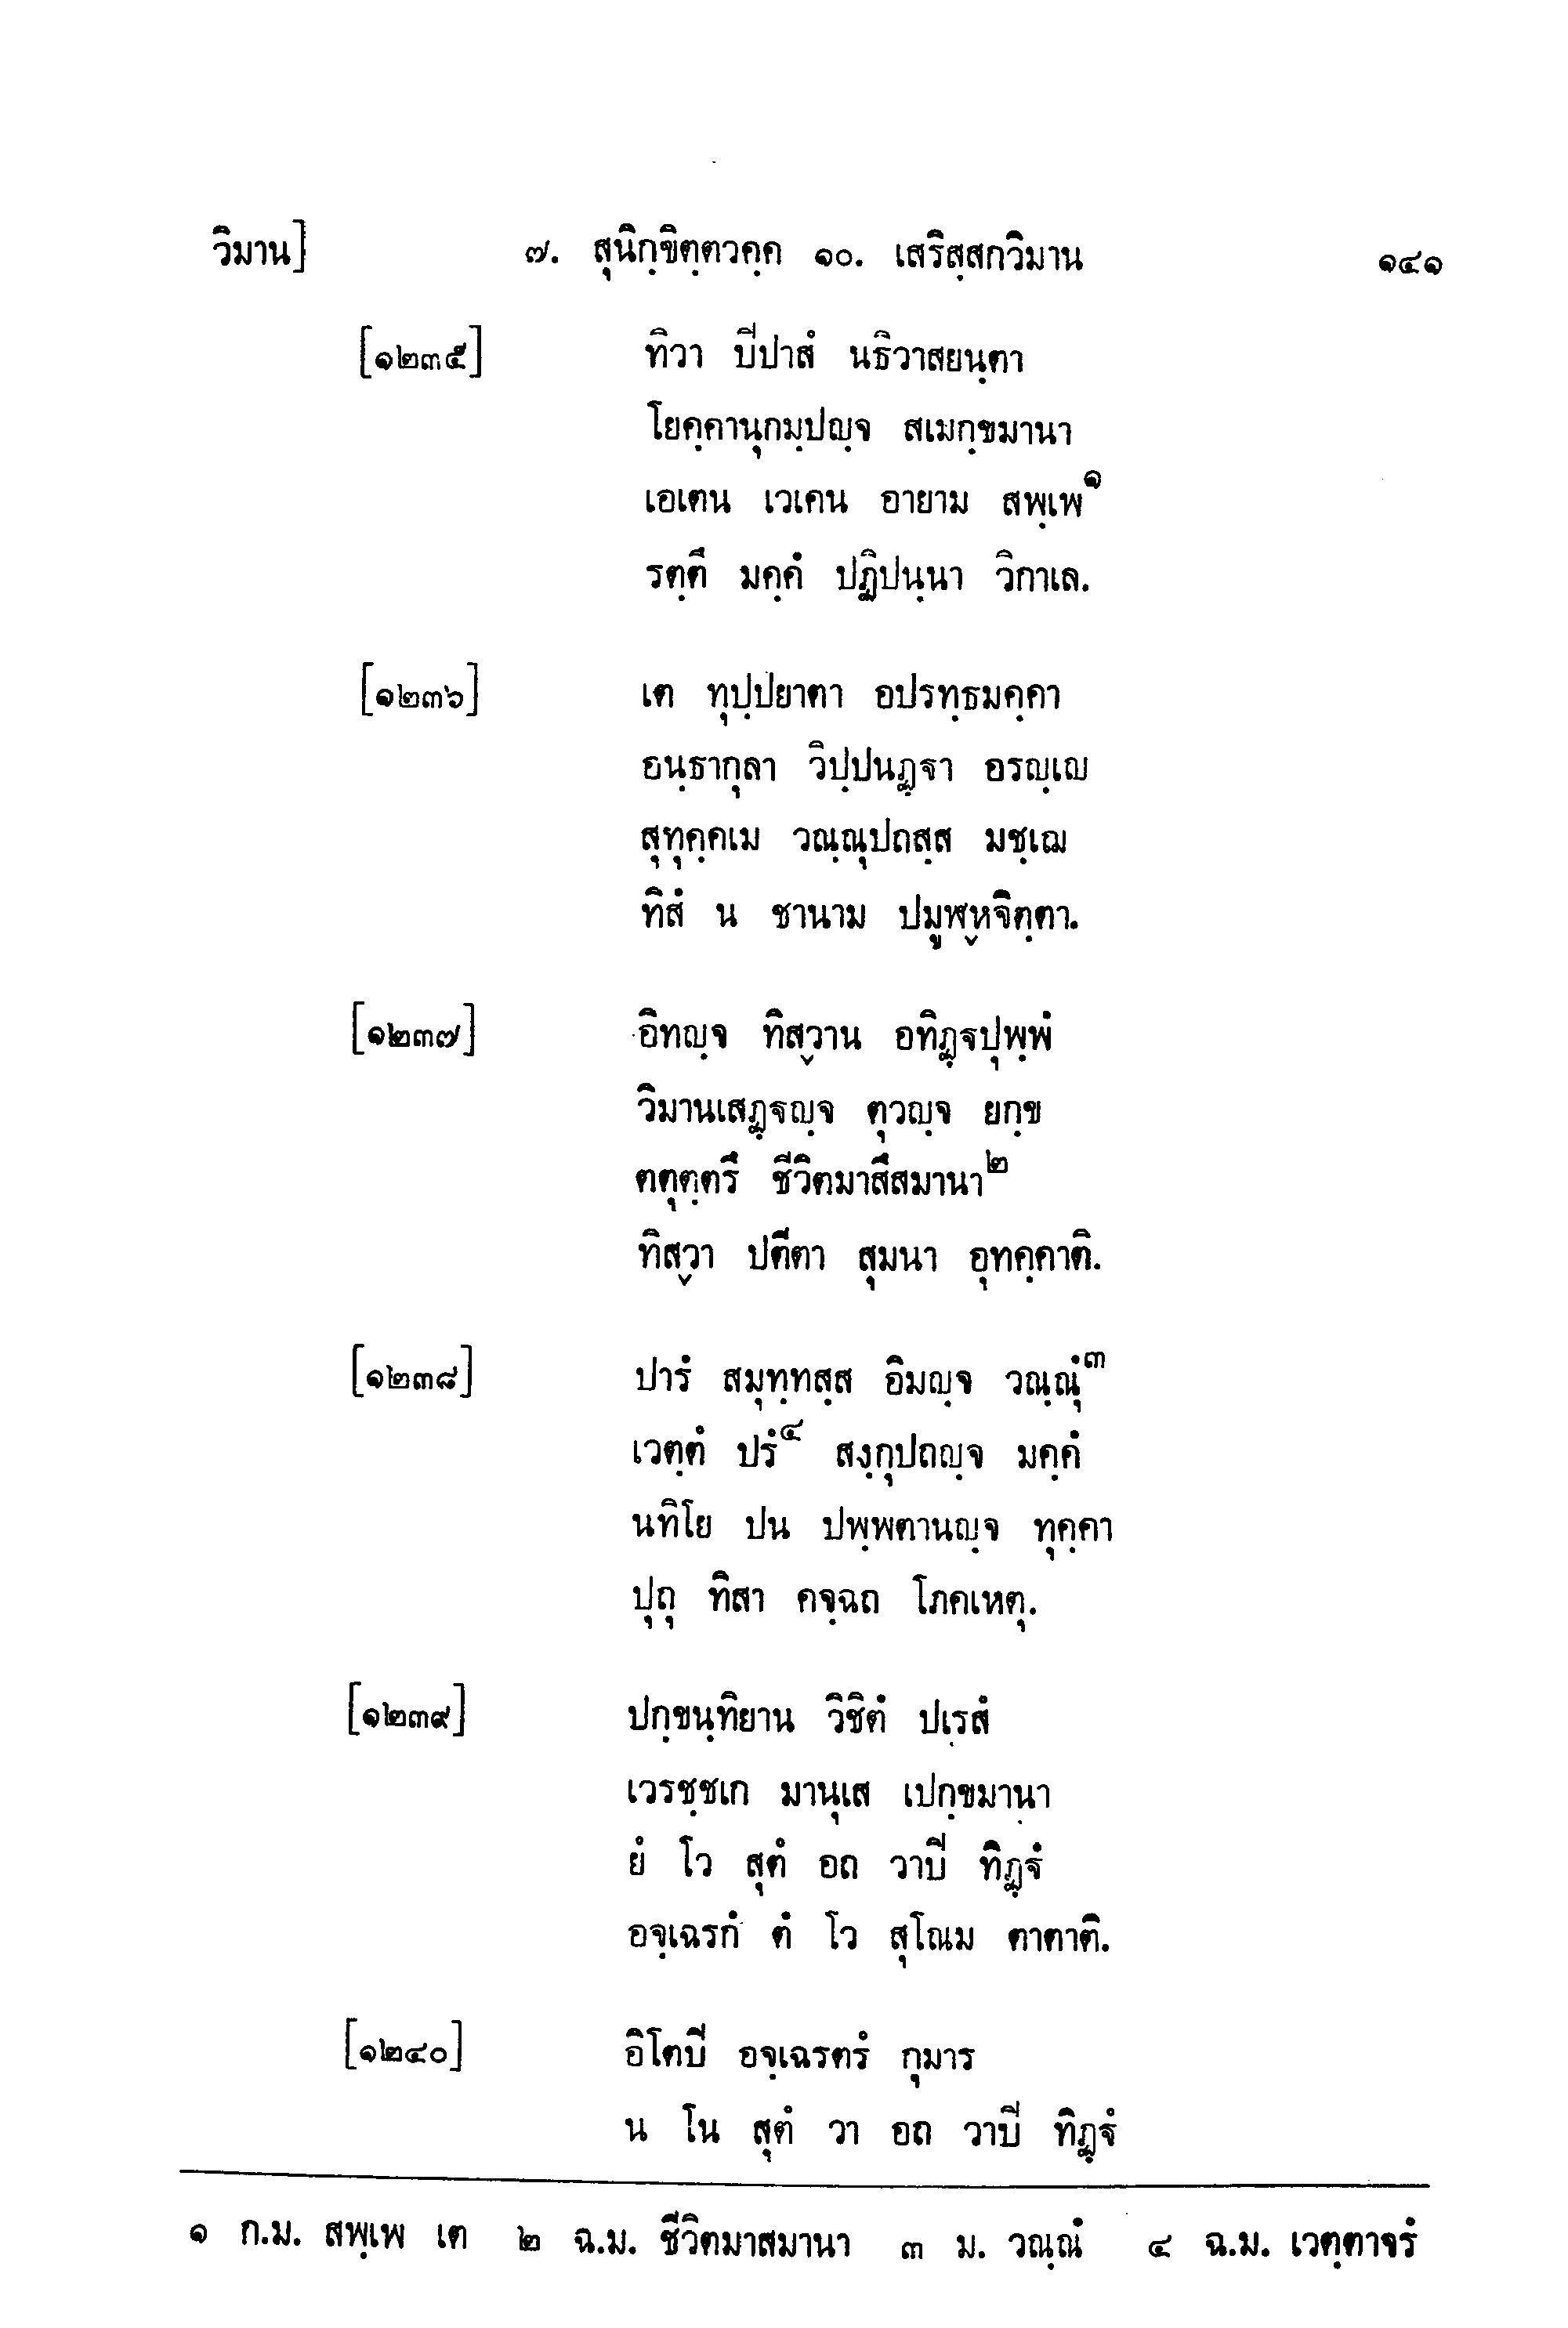 วิมาน] ๗. สุนิกฺขิตฺตวคฺค ๑๐. เสริสฺสกวิมาน ๑๔๑
[๑๒๓๕] ทิวา ปิปาสํ นธิวาสยนฺตา
โยคฺคานุกมฺปญฺจ สเมกฺขมานา
เอเตน เวเคน อายาม สพฺเพ๑
รตฺตึ มคฺคํ ปฏิปนฺนา วิกาเล.
[๑๒๓๖] เต ทุปฺปยาตา อปรทฺธมคฺคา
อนฺธากุลา วิปฺปนฏฺฐา อรญฺเญ
สุทุคฺคเม วณฺณุปถสฺส มชฺเฌ
ทิสํ น ชานาม ปมูฬฺหจิตฺตา.
[๑๒๓๗] อิทญฺจ ทิสฺวาน อทิฏฺฐปุพฺพํ
วิมานเสฏฺฐญฺจ ตุวญฺจ ยกฺข
ตตุตฺตรึ ชีวิตมาสึสมานา๒
ทิสฺวา ปตีตา สุมนา อุทคฺคาติ.
[๑๒๓๘] ปารํ สมุทฺทสฺส อิมญฺจ วณฺณุํ๓
เวตฺตํ ปรํ๔ สงฺกุปถญฺจ มคฺคํ
นทิโย ปน ปพฺพตานญฺจ ทุคฺคา
ปุถุ ทิสา คจฺฉถ โภคเหตุ.
[๑๒๓๙] ปกฺขนฺทิยาน วิชิตํ ปเรสํ
เวรชฺชเก มานุเส เปกฺขมานา
ยํ โว สุตํ อถ วาปิ ทิฏฺฐํ
อจฺเฉรกํ ตํ โว สุโณม ตาตาติ.
[๑๒๔๐] อิโตปิ อจฺเฉรตรํ กุมาร
น โน สุตํ วา อถ วาปิ ทิฏฺฐํ
๑ ก.ม. สพฺเพ เต ๒ ฉ.ม. ชีวิตมาสมานา ๓ ม. วณฺณํ ๔ ฉ.ม. เวตฺตาจรํ